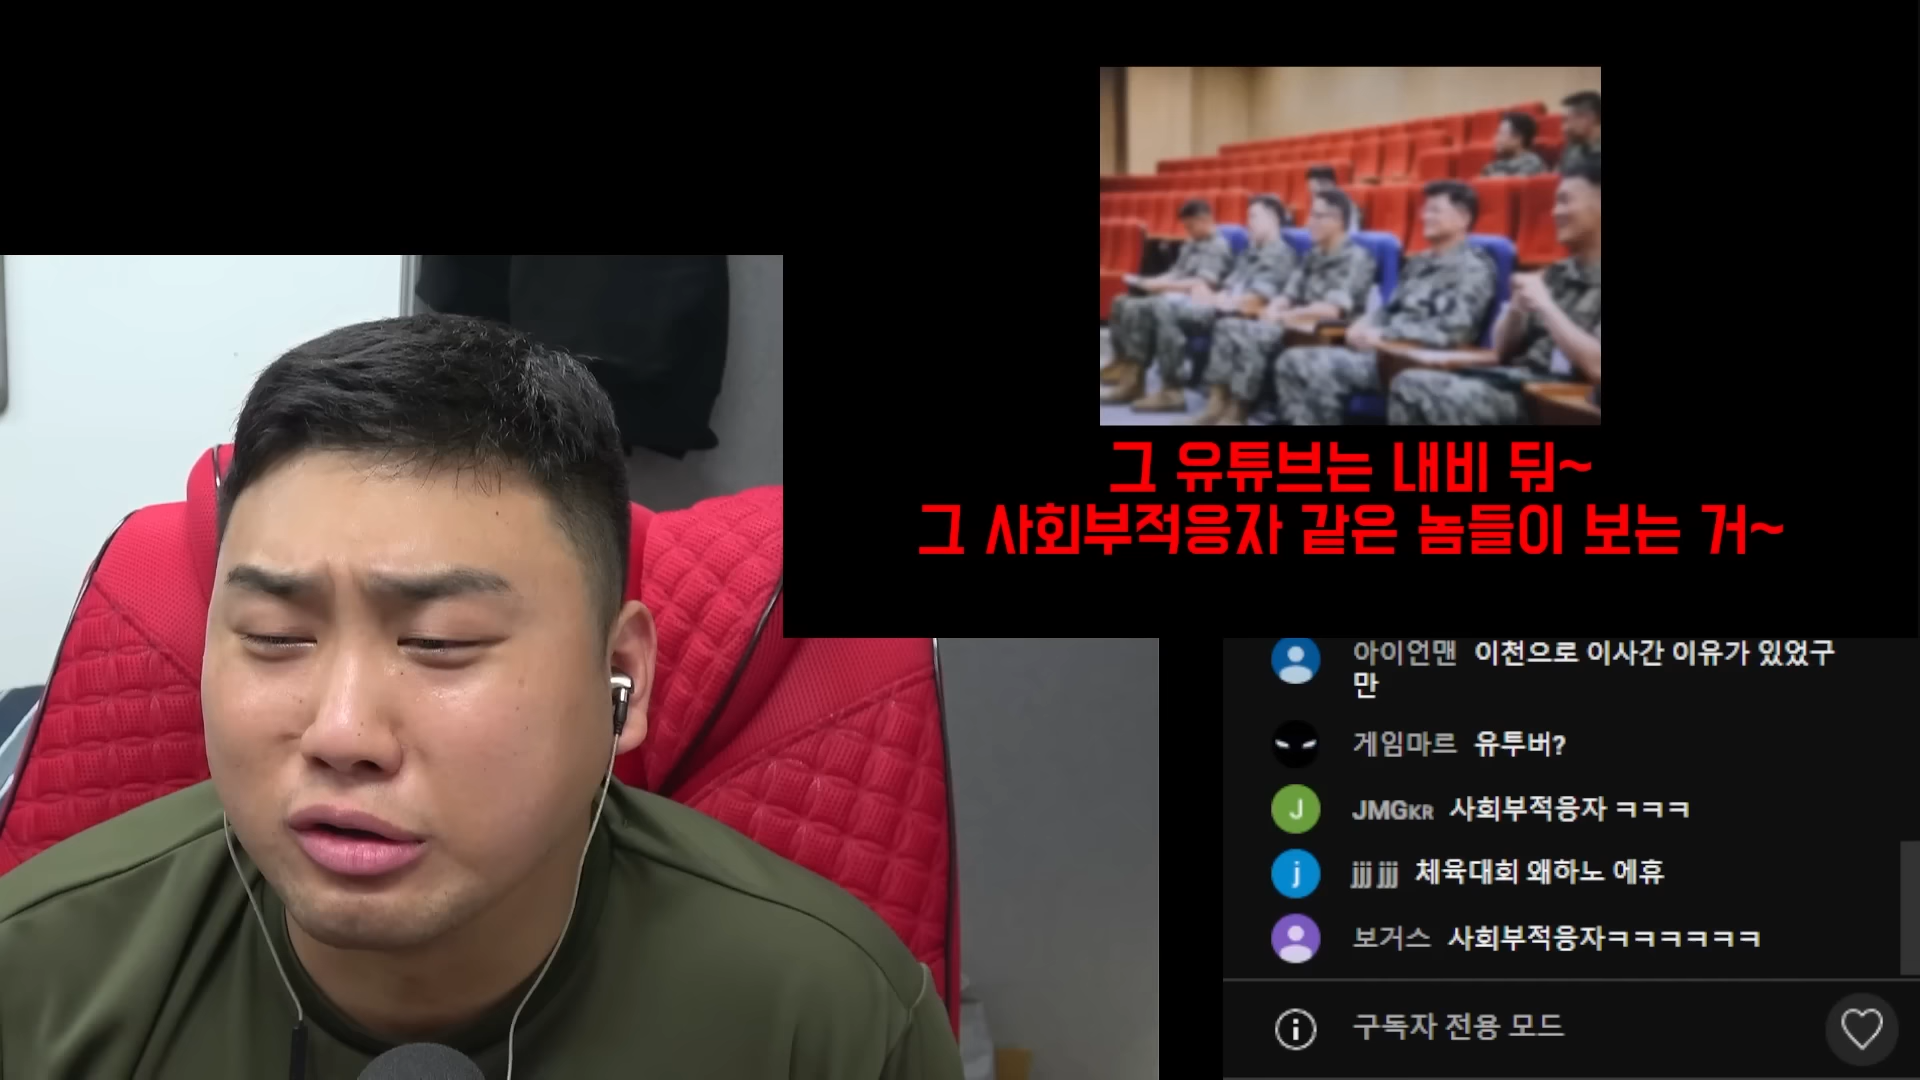 그 유튜브는 내비 둬~
그 사회부적응자 같은 놈들이 보는 거~
아이언맨 이천으로 이사간 이유가 있었구
만
게임마르 유투버?
J JMGKR 사회부적응자 ㅋㅋㅋ
j jjj jjj 체육대회 왜하노 에휴
보거스 사회부적응자ㅋㅋㅋㅋㅋㅋ
구독자 전용 모드